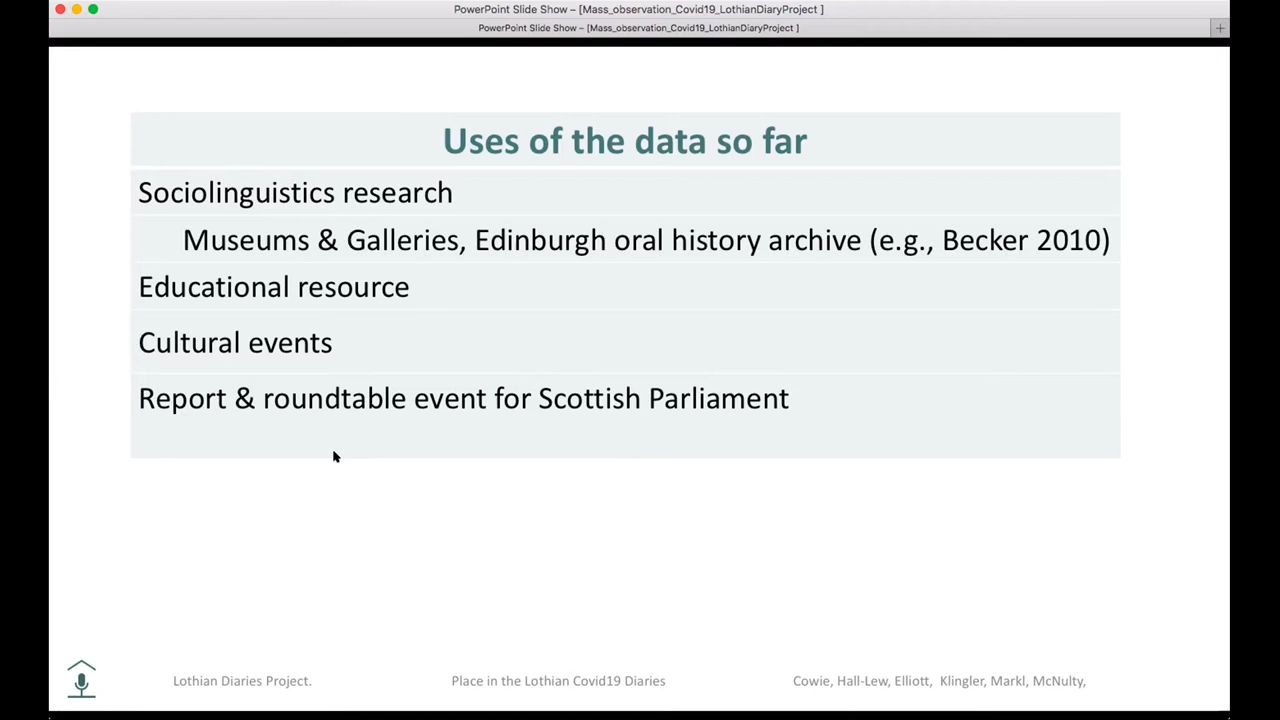 PowerPoint Slide Show – [Mass_observation_Covid19_LothianDiaryProject ]
PowerPoint Slide Show – [Mass_observation_Covid19_LothianDiaryProject ]
Uses of the data so far
Sociolinguistics research
Museums & Galleries, Edinburgh oral history archive (e.g., Becker 2010)
Educational resource
Cultural events
Report & roundtable event for Scottish Parliament
Lothian Diaries Project. Place in the Lothian Covid19 Diaries Cowie, Hall-Lew, Elliott, Klingler, Markl, McNulty,